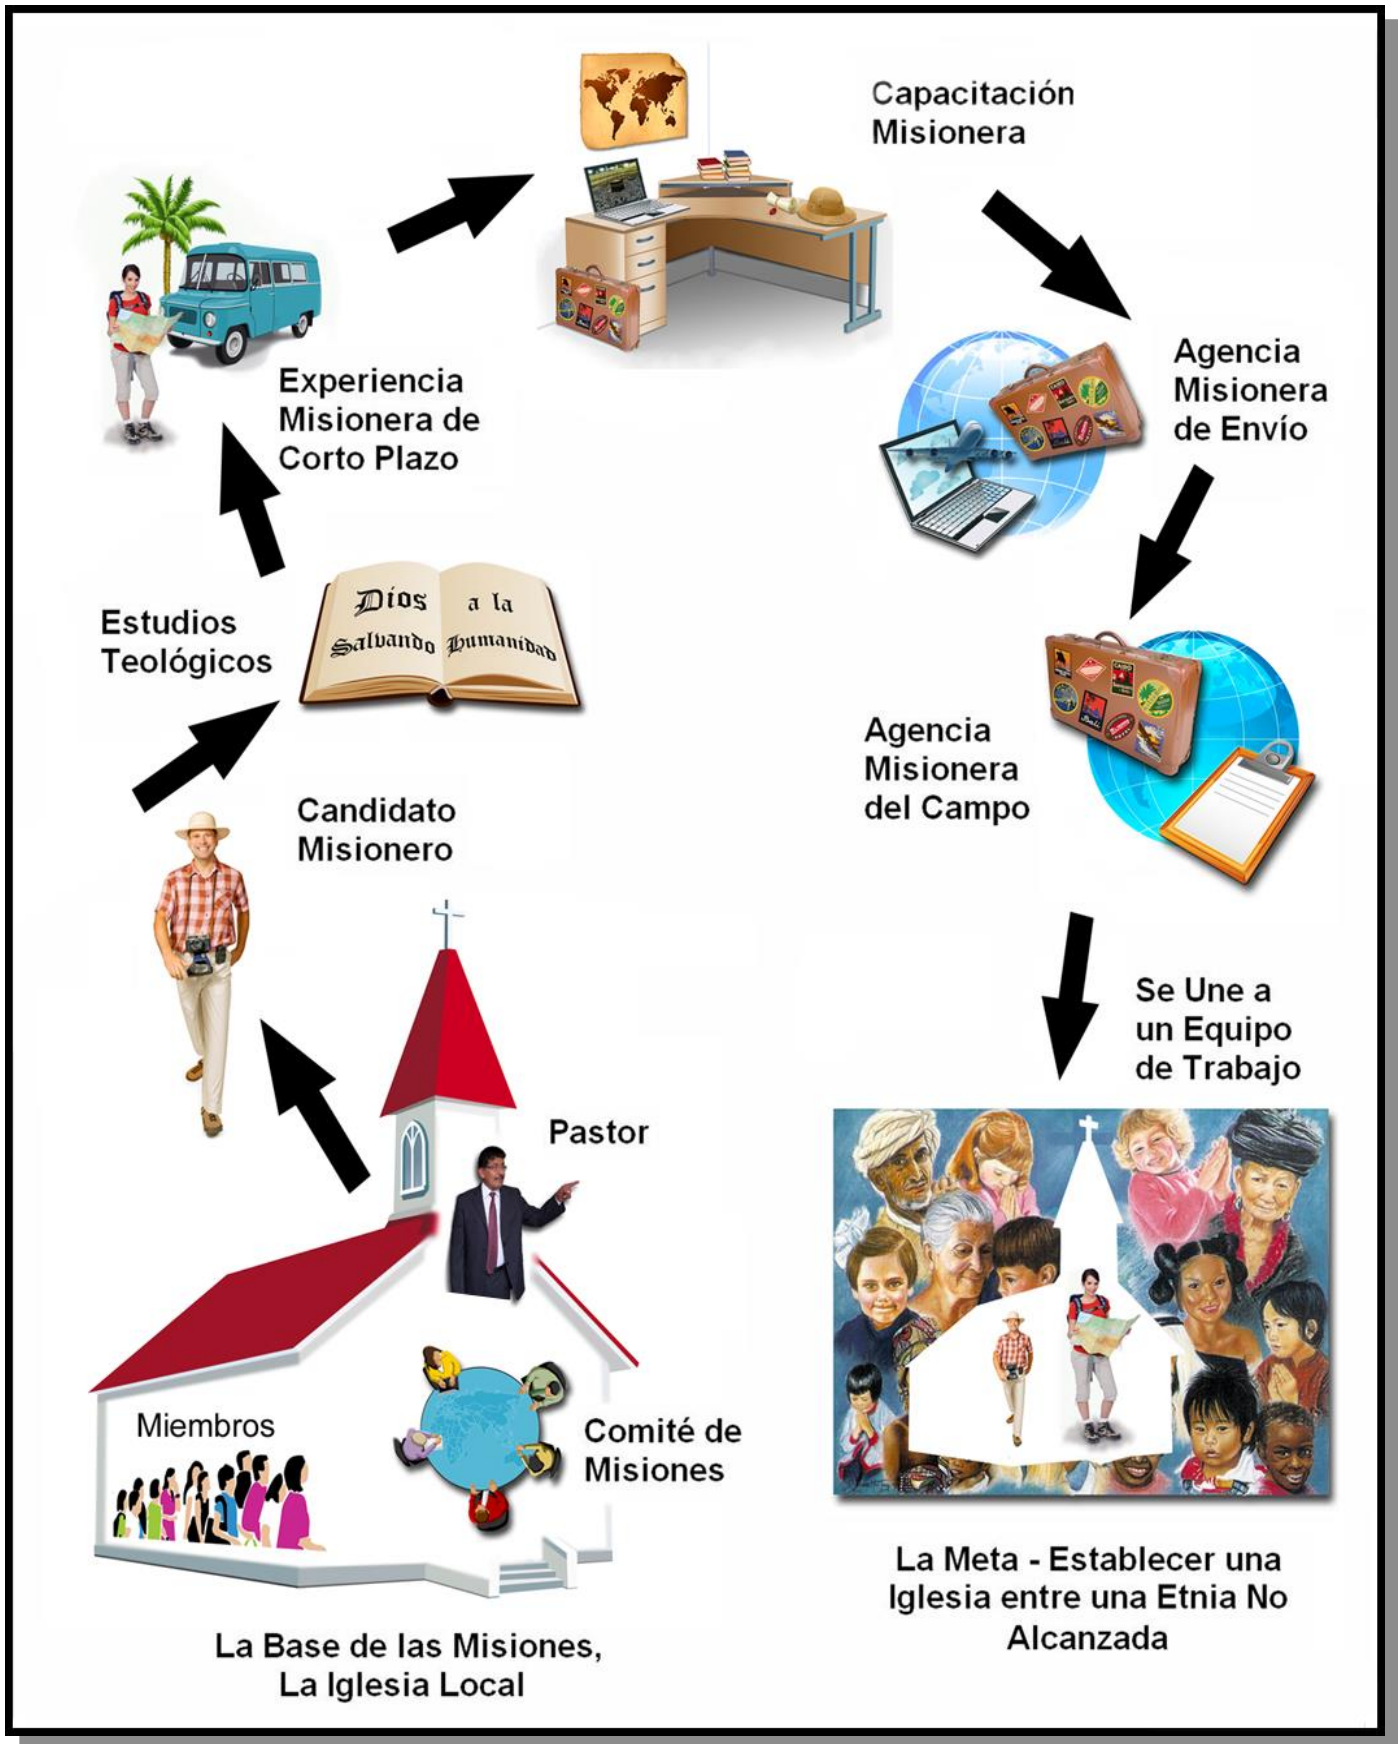 Capacitación
Misionera
Experiencia
Misionera de
Corto Plazo
Agencia
Misionera
de Envío
Estudios
Teológicos
Dios a la
Salvando Humanidad
Agencia
Misionera
del Campo
Candidato
Misionero
Se Une a
un Equipo
de Trabajo
Pastor
Miembros
Comité de
Misiones
La Meta - Establecer una
Iglesia entre una Etnia No
Alcanzada
La Base de las Misiones,
La Iglesia Local